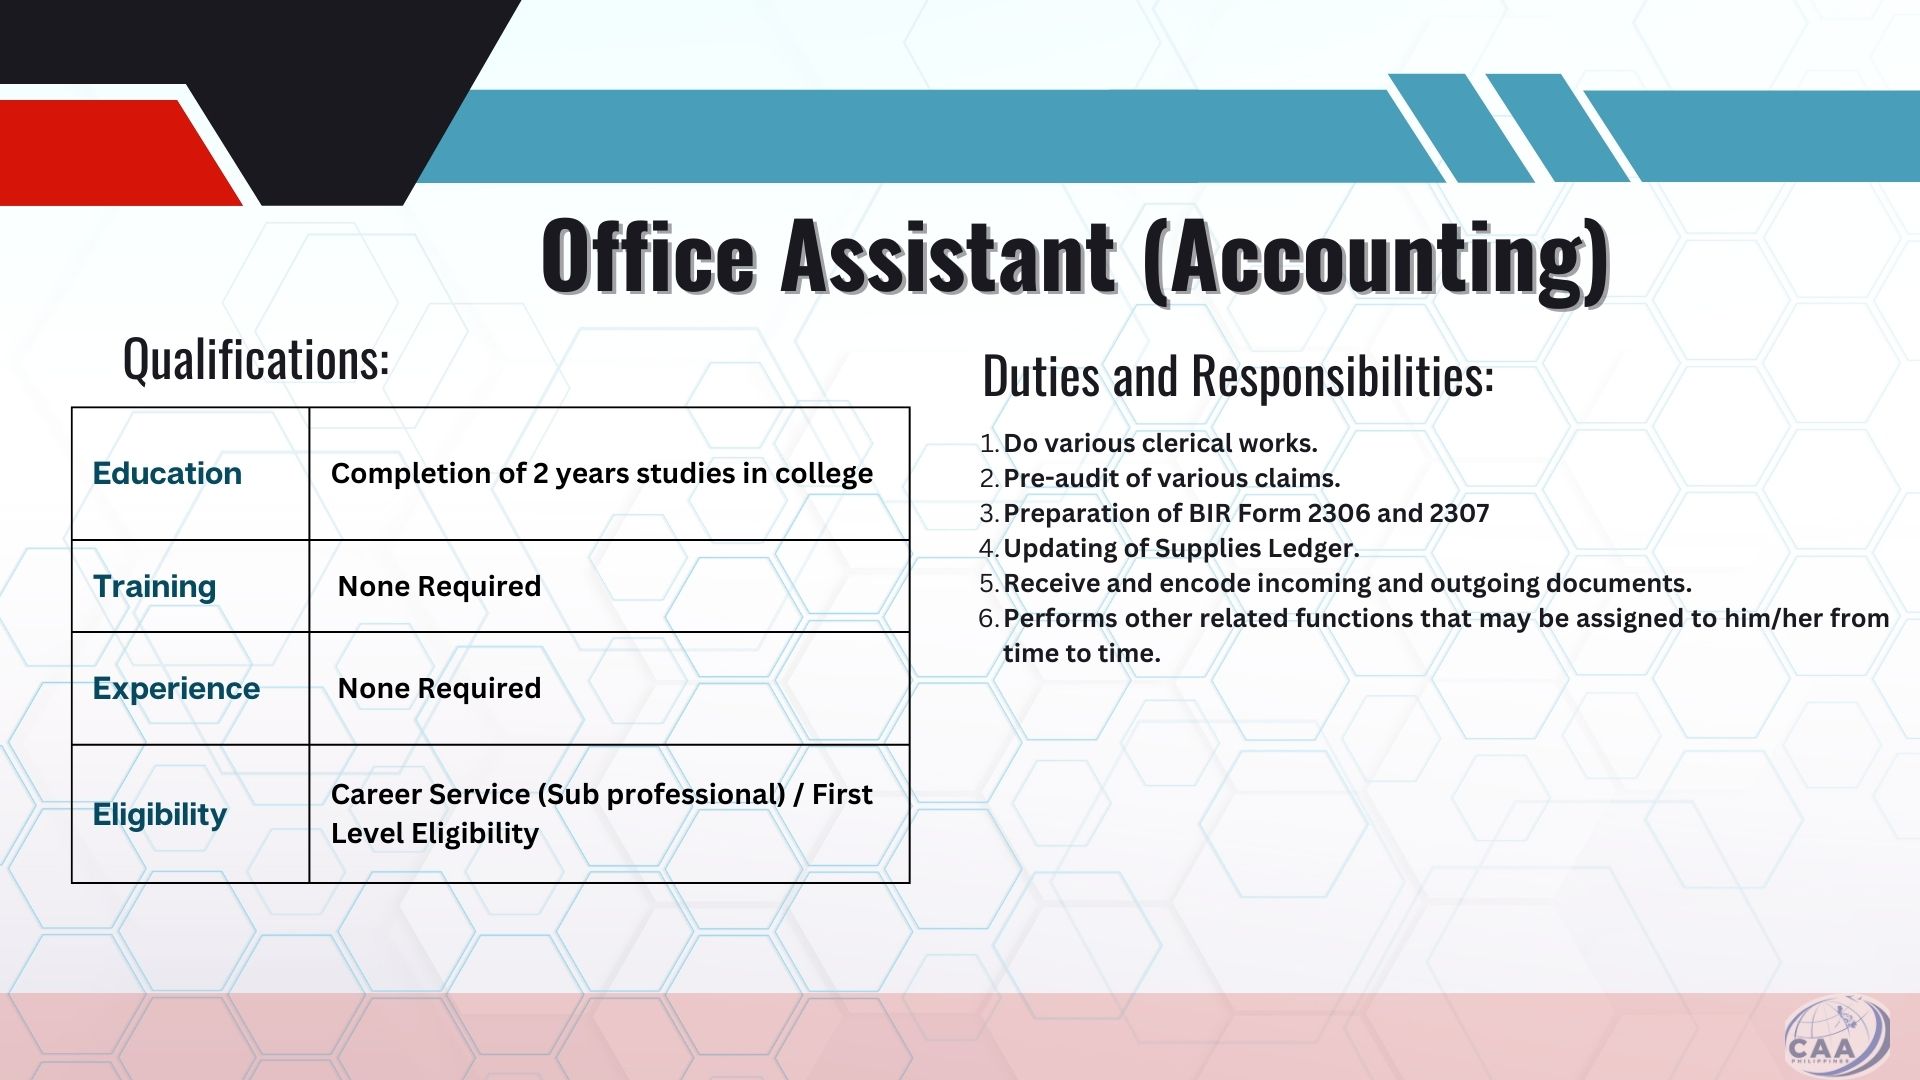 Office Assistant (Accounting)
Qualifications:
Education
Completion of 2 years studies in college
Training
None Required
Experience
None Required
Eligibility
Career Service (Sub professional) / First
Level Eligibility
Duties and Responsibilities:
1. Do various clerical works.
2. Pre-audit of various claims.
3. Preparation of BIR Form 2306 and 2307
4. Updating of Supplies Ledger.
5. Receive and encode incoming and outgoing documents.
6. Performs other related functions that may be assigned to him/her from
time to time.
CAA
PHILIPPINES